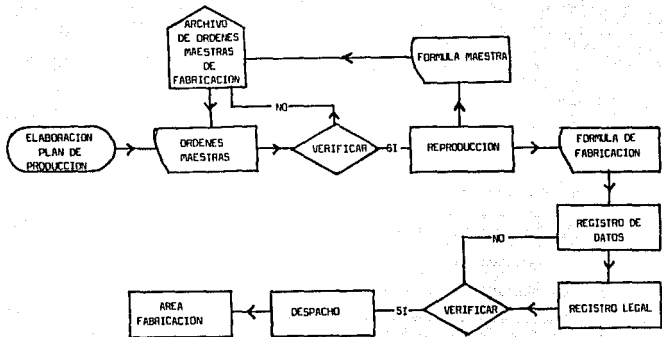 ARCHIVO
DE ORDENES
MAESTRAS
DE
FABRICACION
FORMULA MAESTRA
NO
ELABORACION
PLAN DE
PRODUCCION
ORDENES
MAESTRAS
VERIFICAR
SI
REPRODUCCION
FORMULA DE
FABRICACION
REGISTRO DE
DATOS
NO
AREA
FABRICACION
DESPACHO
SI
VERIFICAR
REGISTRO LEGAL